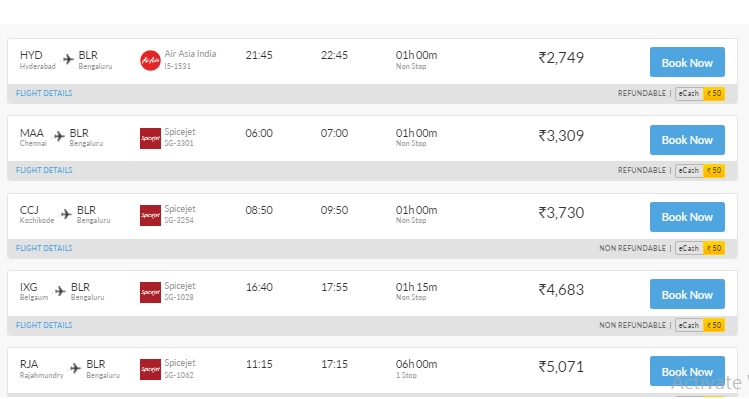 HYD BLR Air Asia India 21:45 22:45 01h 00m ₹2,749 Book Now
Hyderabad Bengaluru I5-1531 Non Stop
FLIGHT DETAILS REFUNDABLE | eCash ₹ 50
MAA BLR Spicejet 06:00 07:00 01h 00m ₹3,309 Book Now
Chennai Bengaluru SG-3301 Non Stop
FLIGHT DETAILS REFUNDABLE | eCash ₹ 50
CCJ BLR Spicejet 08:50 09:50 01h 00m ₹3,730 Book Now
Kozhikode Bengaluru SG-3254 Non Stop
FLIGHT DETAILS NON REFUNDABLE | eCash ₹ 50
IXG BLR Spicejet 16:40 17:55 01h 15m ₹4,683 Book Now
Belgaum Bengaluru SG-1028 Non Stop
FLIGHT DETAILS NON REFUNDABLE | eCash ₹ 50
RJA BLR Spicejet 11:15 17:15 06h 00m ₹5,071 Book Now
Rajahmundry Bengaluru SG-1062 1 Stop
Activate